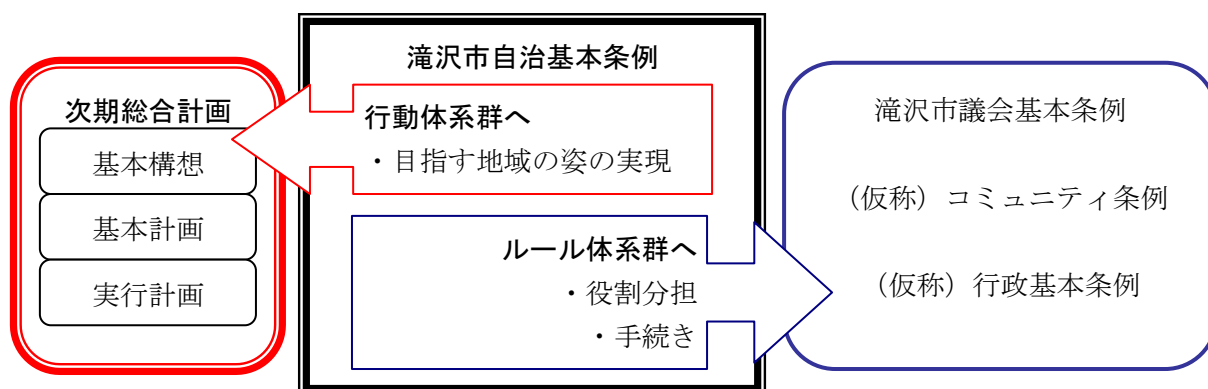 次期総合計画
基本構想
基本計画
実行計画
滝沢市自治基本条例
行動体系群へ
・目指す地域の姿の実現
ルール体系群へ
・役割分担
・手続き
滝沢市議会基本条例
（仮称）コミュニティ条例
（仮称）行政基本条例